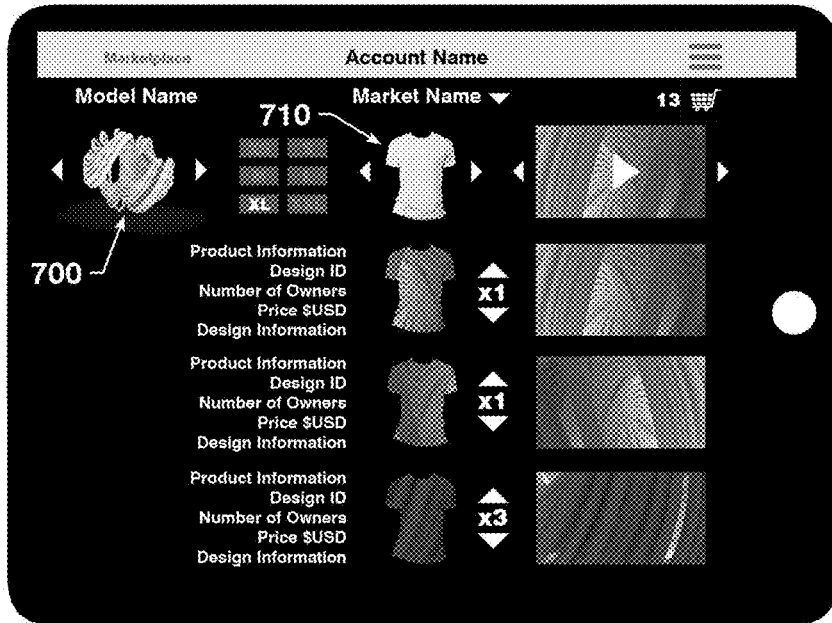 Marketplace Account Name
Model Name Market Name 13
710
XL
700
Product Information
Design ID
Number of Owners
Price $USD
Design Information
x1
Product Information
Design ID
Number of Owners
Price $USD
Design Information
x1
Product Information
Design ID
Number of Owners
Price $USD
Design Information
x3